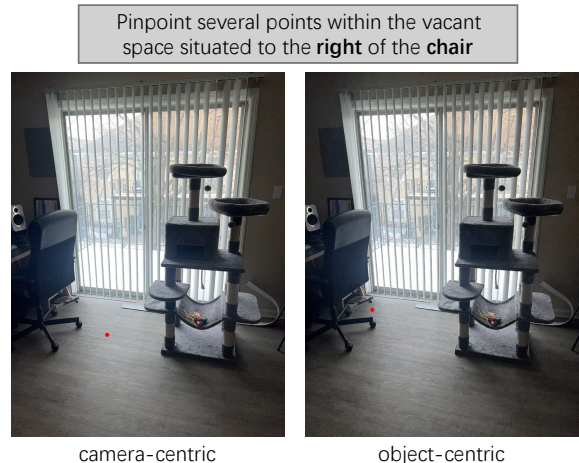 Pinpoint several points within the vacant
space situated to the right of the chair
camera-centric
object-centric